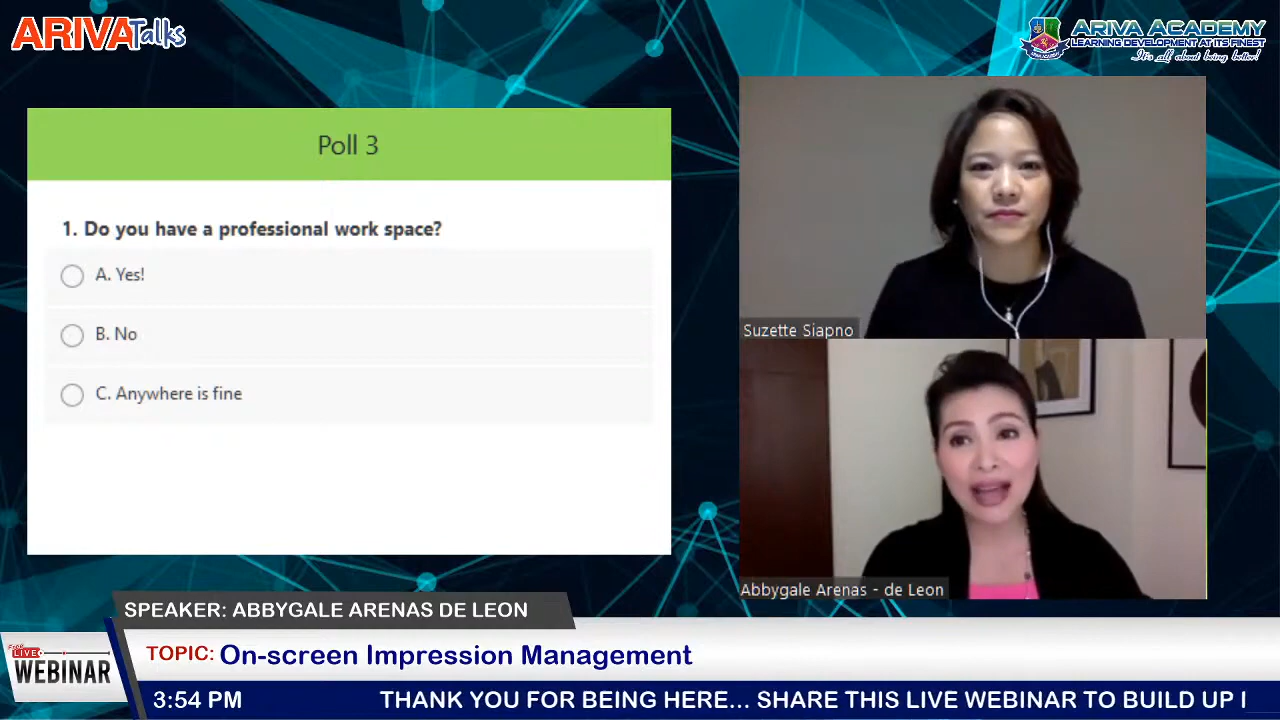 ARIVATalks
ARIVA ACADEMY
LEARNING DEVELOPMENT AT ITS FINEST
It's all about being better!
Poll 3
1. Do you have a professional work space?
A. Yes!
B. No
C. Anywhere is fine
Suzette Siapno
Abbygale Arenas - de Leon
SPEAKER: ABBYGALE ARENAS DE LEON
Free LIVE
WEBINAR
TOPIC: On-screen Impression Management
3:54 PM
THANK YOU FOR BEING HERE... SHARE THIS LIVE WEBINAR TO BUILD UP